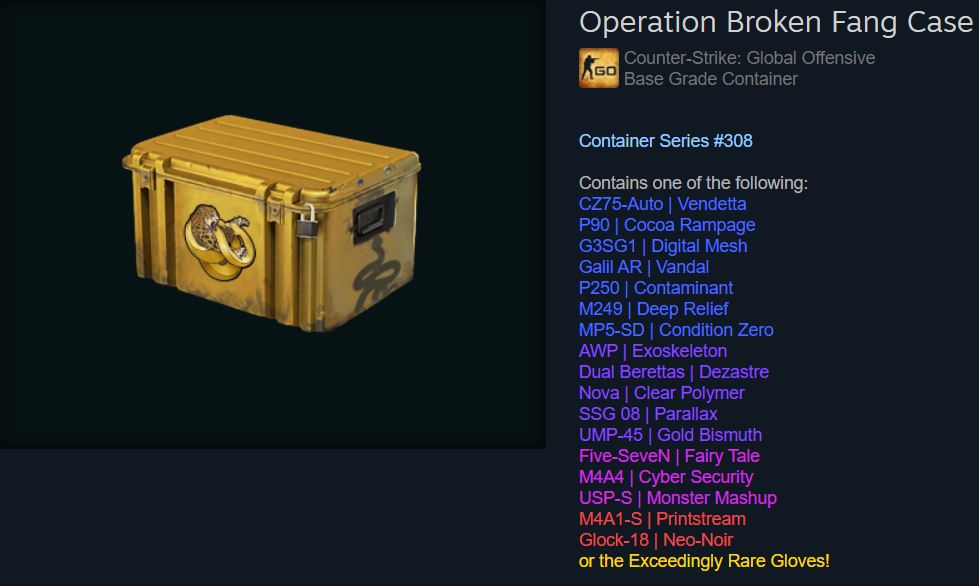 Operation Broken Fang Case
GO
Counter-Strike: Global Offensive
Base Grade Container
Container Series #308
Contains one of the following:
CZ75-Auto | Vendetta
P90 | Cocoa Rampage
G3SG1 | Digital Mesh
Galil AR | Vandal
P250 | Contaminant
M249 | Deep Relief
MP5-SD | Condition Zero
AWP | Exoskeleton
Dual Berettas | Dezastre
Nova | Clear Polymer
SSG 08 | Parallax
UMP-45 | Gold Bismuth
Five-SeveN | Fairy Tale
M4A4 | Cyber Security
USP-S | Monster Mashup
M4A1-S | Printstream
Glock-18 | Neo-Noir
or the Exceedingly Rare Gloves!